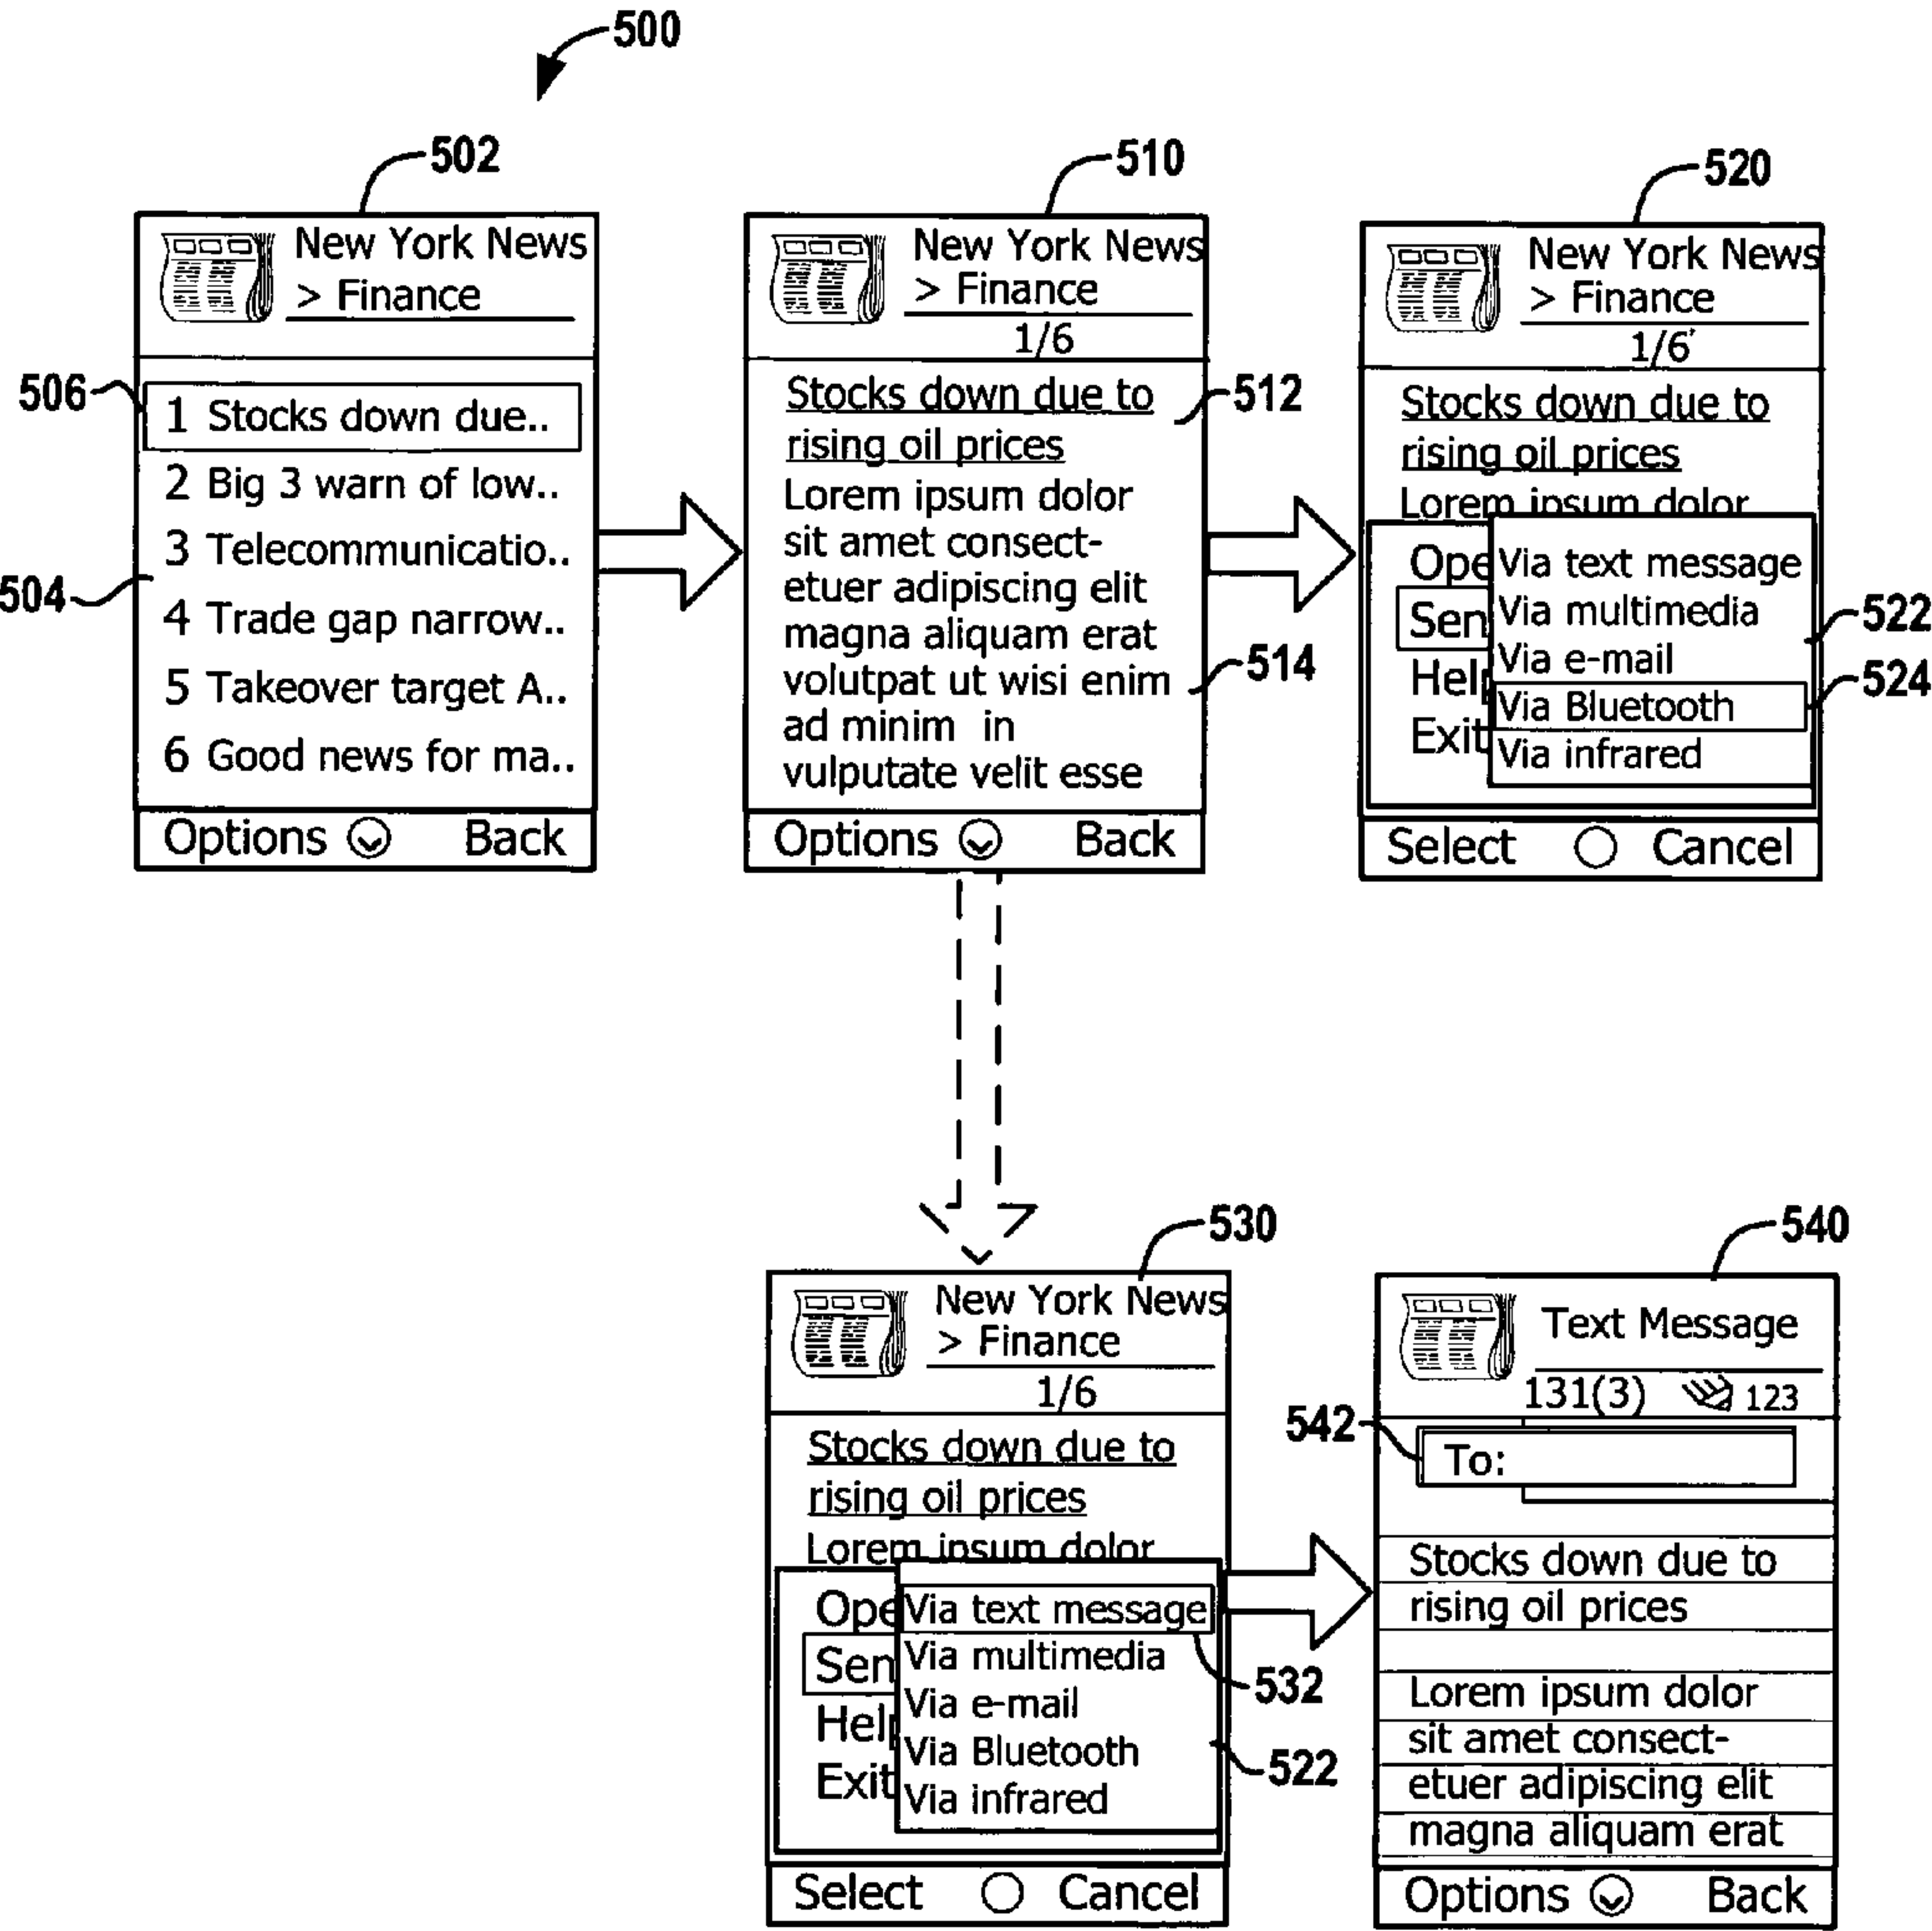 500
502
New York News
> Finance
506
1 Stocks down due..
2 Big 3 warn of low..
3 Telecommunicatio..
504
4 Trade gap narrow..
5 Takeover target A..
6 Good news for ma..
Options Back
510
New York News
> Finance
1/6
Stocks down due to
512
rising oil prices
Lorem ipsum dolor
sit amet consect-
etuer adipiscing elit
magna aliquam erat
volutpat ut wisi enim
514
ad minim in
vulputate velit esse
Options Back
520
New York News
> Finance
1/6
Stocks down due to
rising oil prices
Lorem ipsum dolor
Ope
Sen
Hel
Exit
Via text message
Via multimedia
522
Via e-mail
Via Bluetooth
524
Via infrared
Select Cancel
530
New York News
> Finance
1/6
Stocks down due to
rising oil prices
Lorem ipsum dolor
Ope
Sen
Hel
Exit
Via text message
Via multimedia
532
Via e-mail
Via Bluetooth
522
Via infrared
Select Cancel
540
Text Message
131(3) 123
542
To:
Stocks down due to
rising oil prices
Lorem ipsum dolor
sit amet consect-
etuer adipiscing elit
magna aliquam erat
Options Back